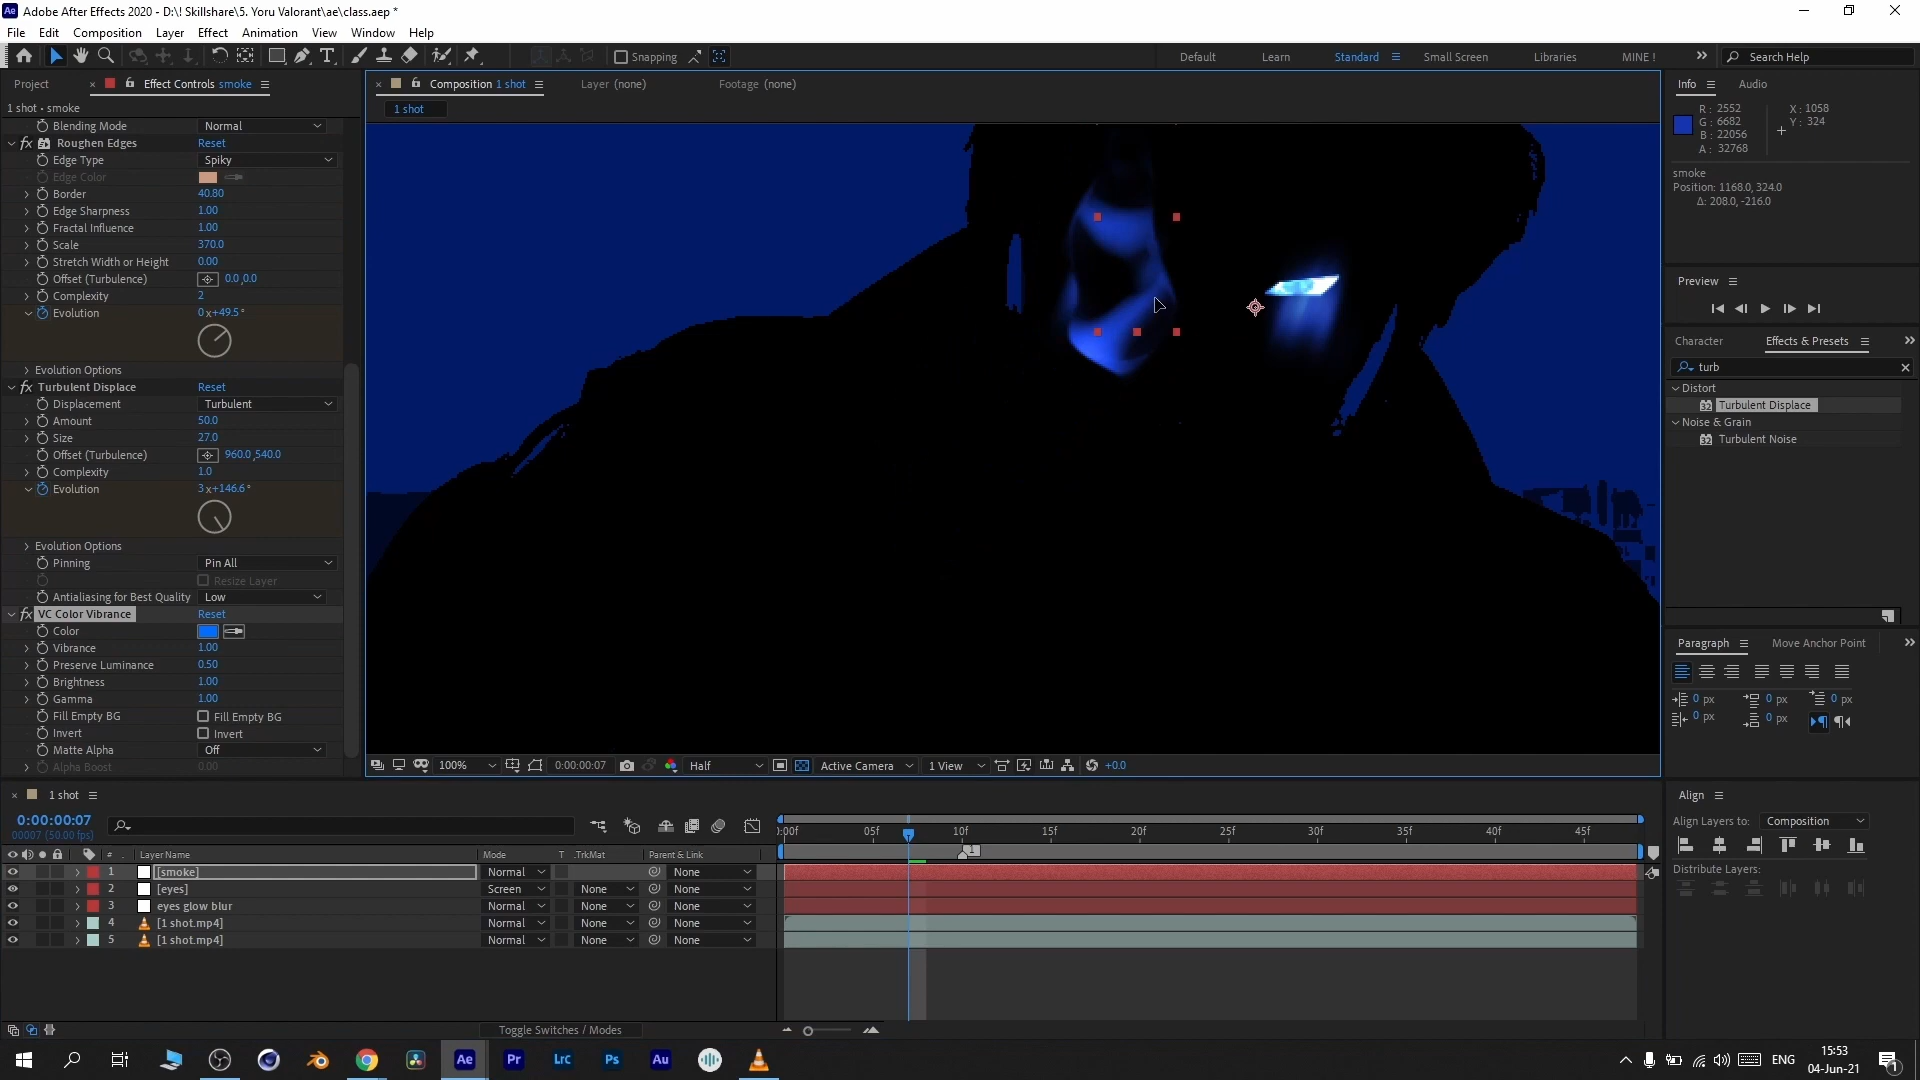 Adobe After Effects 2020 - D:\! Skillshare\5. Yoru Valorant\ae\class.aep *
File Edit Composition Layer Effect Animation View Window Help
Snapping Default Learn Standard Small Screen Libraries MINE ! Search Help
Project Effect Controls smoke
1 shot • smoke
Blending Mode Normal
fx Roughen Edges Reset
Edge Type Spiky
Edge Color
Border 40.80
Edge Sharpness 1.00
Fractal Influence 1.00
Scale 370.0
Stretch Width or Height 0.00
Offset (Turbulence) 0.0,0.0
Complexity 2
Evolution 0x+49.5°
Evolution Options
fx Turbulent Displace Reset
Displacement Turbulent
Amount 50.0
Size 27.0
Offset (Turbulence) 960.0,540.0
Complexity 1.0
Evolution 3x+146.6°
Evolution Options
Pinning Pin All
Resize Layer
Antialiasing for Best Quality Low
fx VC Color Vibrance Reset
Color
Vibrance 1.00
Preserve Luminance 0.50
Brightness 1.00
Gamma 1.00
Fill Empty BG Fill Empty BG
Invert Invert
Matte Alpha Off
Alpha Boost 0.00
Composition 1 shot Layer (none) Footage (none)
1 shot
100% 0:00:00:07 Half Active Camera 1 View +0.0
Info Audio
R: 2552 X: 1058
G: 6682 Y: 324
B: 22056
A: 32768
smoke
Position: 1168.0, 324.0
Δ: 208.0, -216.0
Preview
Character Effects & Presets
turb
Distort
32 Turbulent Displace
Noise & Grain
32 Turbulent Noise
Paragraph Move Anchor Point
0 px 0 px 0 px
0 px 0 px
Align
Align Layers to: Composition
Distribute Layers:
1 shot
0:00:00:07
00007 (50.00 fps)
0:00f 05f 10f 15f 20f 25f 30f 35f 40f 45f
# Layer Name Mode T .TrkMat Parent & Link
1
1 [smoke] Normal None
2 [eyes] Screen None None
3 eyes glow blur Normal None None
4 [1 shot.mp4] Normal None None
5 [1 shot.mp4] Normal None None
Toggle Switches / Modes
Ae Pr Lrc Ps Au
ENG
15:53
04-Jun-21
1